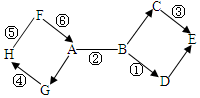 F ⑥ C ③
⑤ A B E
H ②
④ ①
G D